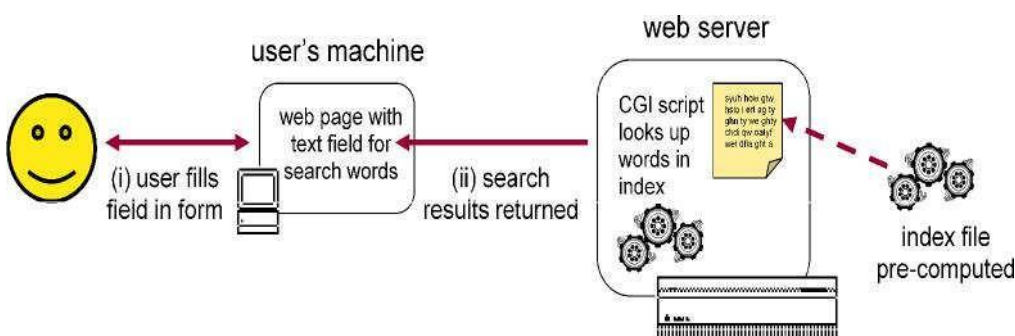 user's machine
web server
web page with
text field for
search words
(i) user fills
field in form
(ii) search
results returned
CGI script
looks up
words in
index
index file
pre-computed